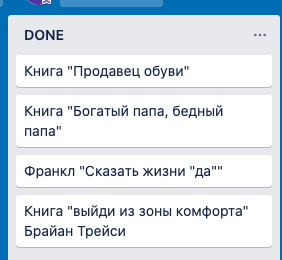 DONE
Книга "Продавец обуви"
Книга "Богатый папа, бедный
папа"
Франкл "Сказать жизни "да""
Книга "выйди из зоны комфорта"
Брайан Трейси